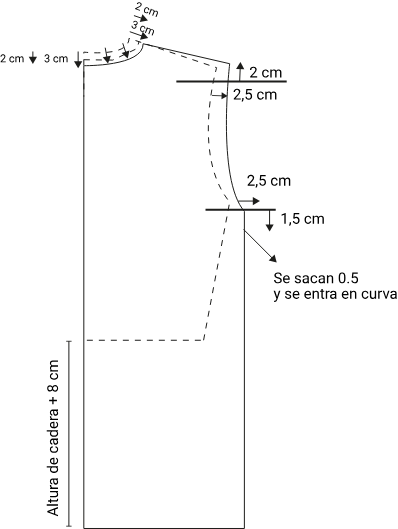 2 cm
3 cm
2 cm
3 cm
2 cm
2,5 cm
2,5 cm
1,5 cm
Se sacan 0.5
y se entra en curva
Altura de cadera + 8 cm